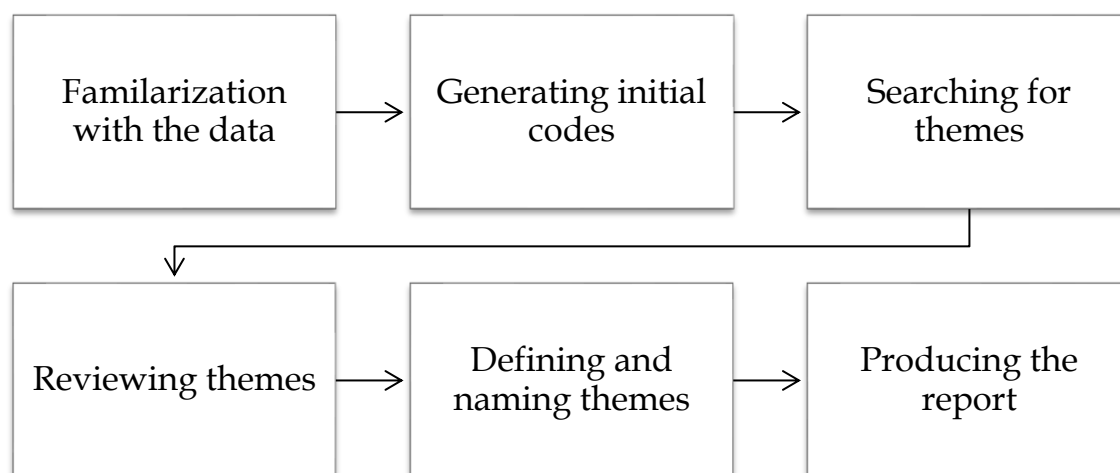 Familarization
with the data
Generating initial
codes
Searching for
themes
Reviewing themes
Defining and
naming themes
Producing the
report